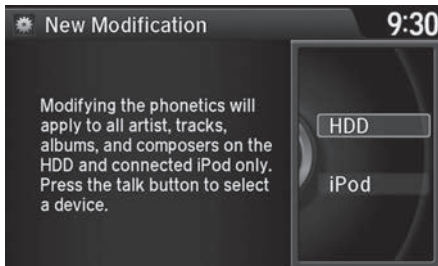 New Modification
9:30
Modifying the phonetics will
apply to all artist, tracks,
albums, and composers on the
HDD and connected iPod only.
Press the talk button to select
a device.
HDD
iPod